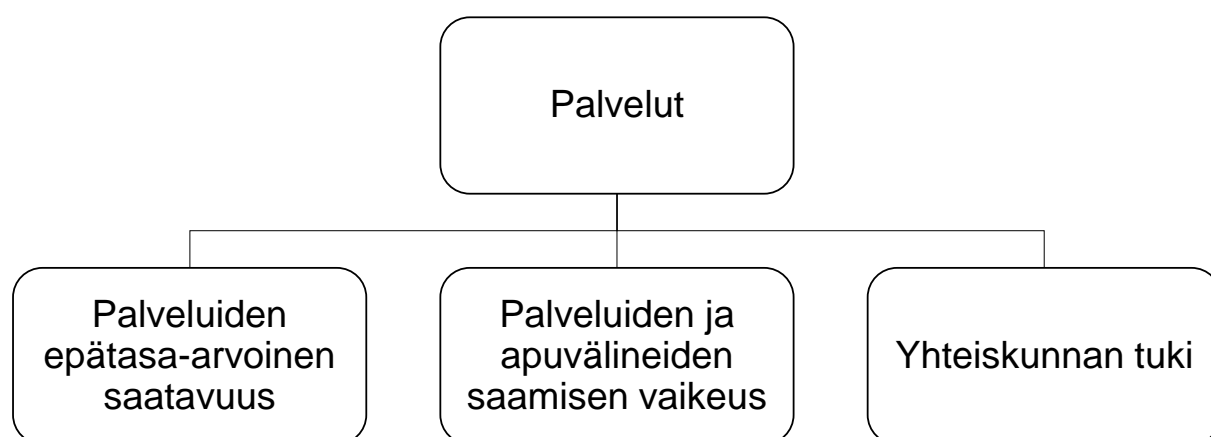 Palvelut
Palveluiden
epätasa-arvoinen
saatavuus
Palveluiden ja
apuvälineiden
saamisen vaikeus
Yhteiskunnan tuki